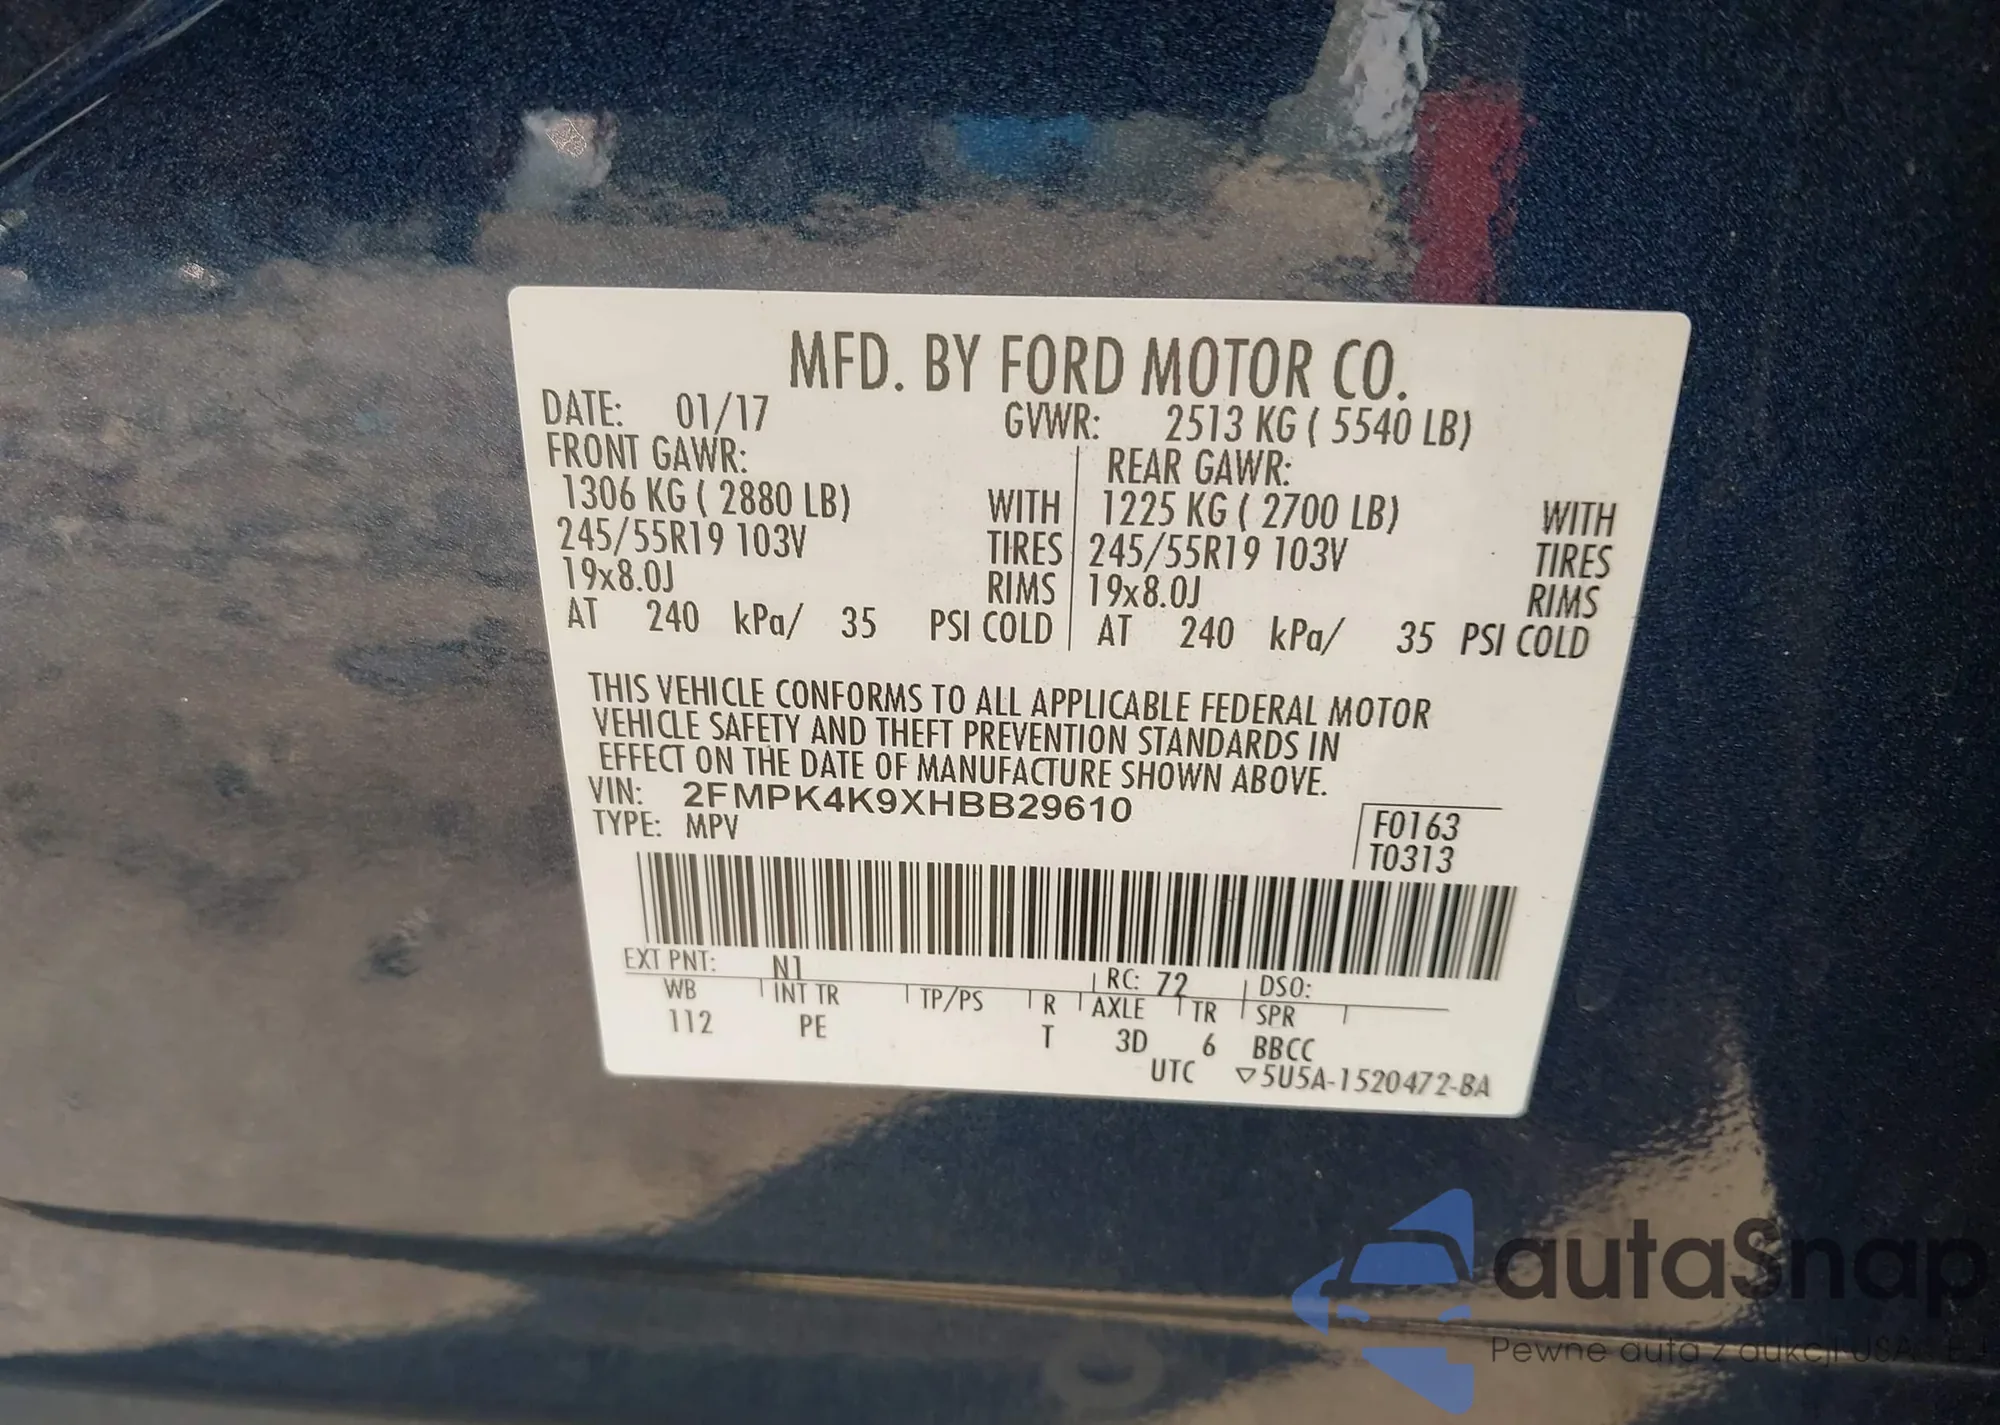 MFD. BY FORD MOTOR CO.
DATE: 01/17 GVWR: 2513 KG ( 5540 LB)
FRONT GAWR: REAR GAWR:
1306 KG ( 2880 LB) WITH 1225 KG ( 2700 LB) WITH
245/55R19 103V TIRES 245/55R19 103V TIRES
19x8.0J RIMS 19x8.0J RIMS
AT 240 kPa/ 35 PSI COLD AT 240 kPa/ 35 PSI COLD
THIS VEHICLE CONFORMS TO ALL APPLICABLE FEDERAL MOTOR
VEHICLE SAFETY AND THEFT PREVENTION STANDARDS IN
EFFECT ON THE DATE OF MANUFACTURE SHOWN ABOVE.
VIN: 2FMPK4K9XHBB29610
TYPE: MPV
F0163
T0313
EXT PNT: N1 RC: 72 DSO:
WB INT TR TP/PS R AXLE TR SPR
112 PE T 3D 6 BBCC
UTC ▽5U5A-1520472-BA
autaSnap
Pewne auta z aukcji USA